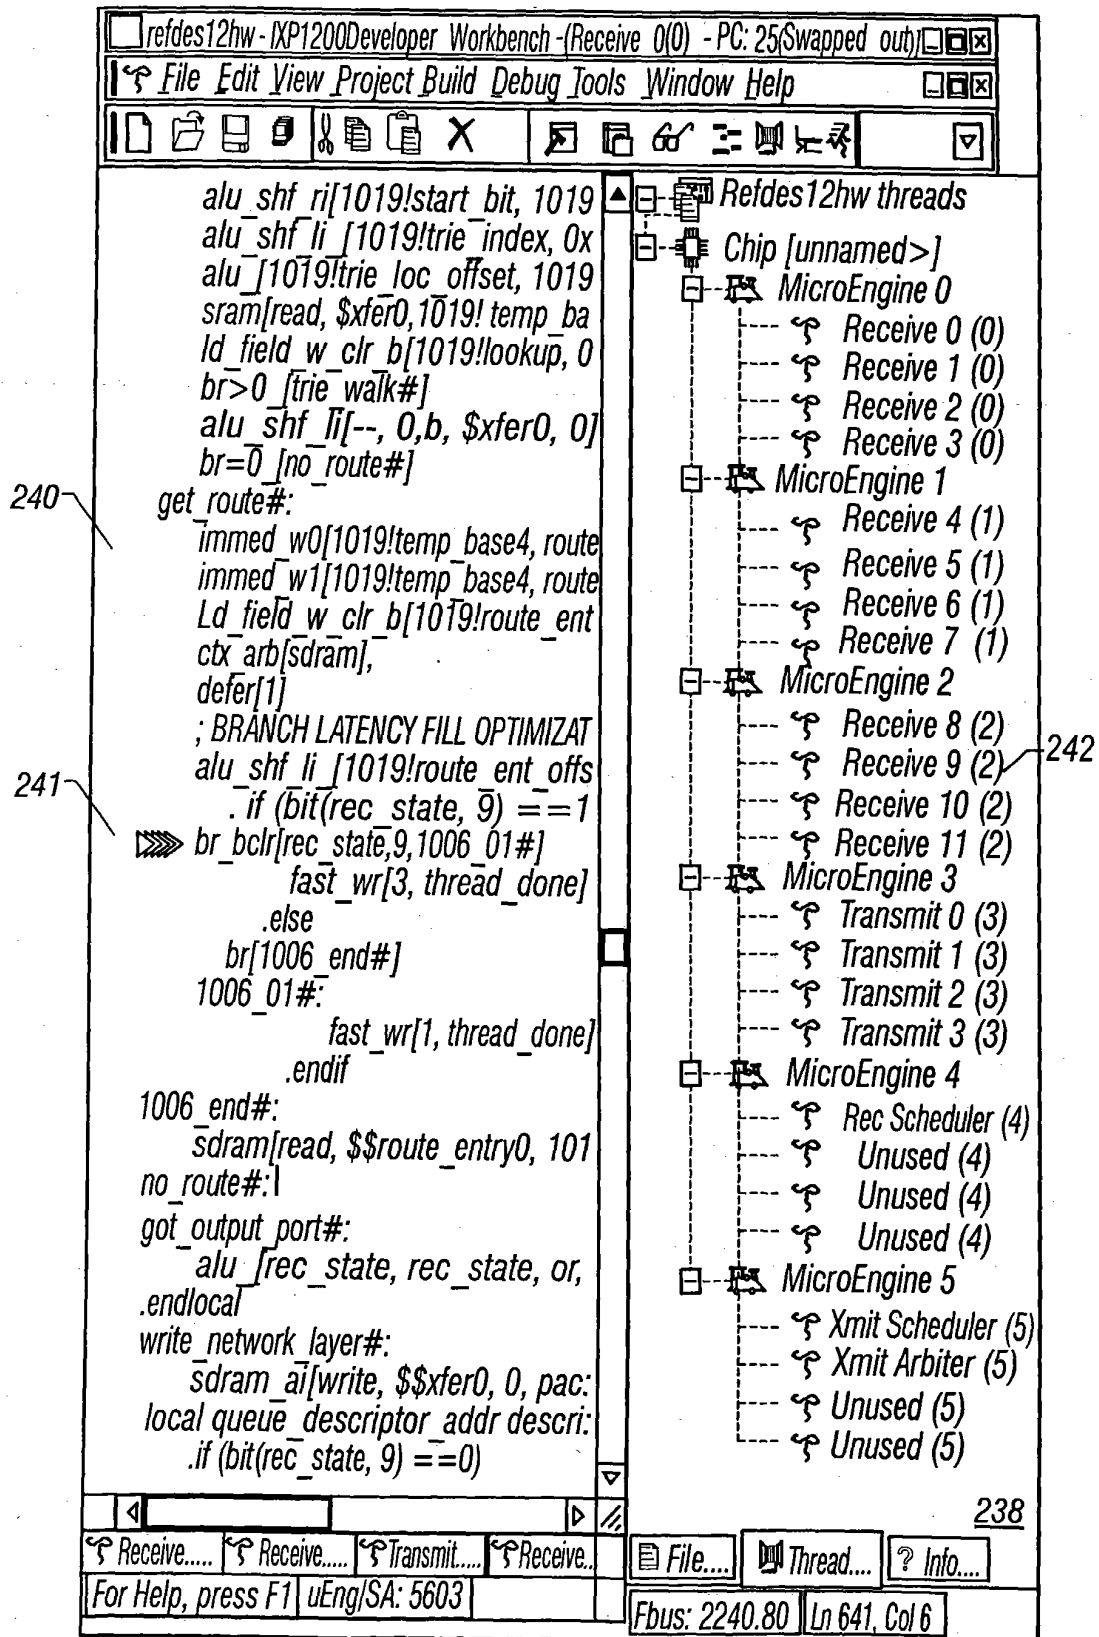 refdes12hw - IXP1200Developer Workbench -(Receive 0(0) - PC: 25(Swapped out)]
File Edit View Project Build Debug Tools Window Help
alu_shf_ri[1019!start_bit, 1019
alu_shf_li_[1019!trie_index, 0x
alu_[1019!trie_loc_offset, 1019
sram[read, $xfer0,1019! temp_ba
ld_field_w_clr_b[1019!lookup, 0
br>0_[trie_walk#]
alu_shf_li[--, 0,b, $xfer0, 0]
br=0_[no_route#]
240
get_route#:
immed_w0[1019!temp_base4, route
immed_w1[1019!temp_base4, route
Ld_field_w_clr_b[1019!route_ent
ctx_arb[sdram],
defer[1]
; BRANCH LATENCY FILL OPTIMIZAT
alu_shf_li_[1019!route_ent_offs
241
. if (bit(rec_state, 9) ==1
br_bclr[rec_state,9,1006_01#]
fast_wr[3, thread_done]
.else
br[1006_end#]
1006_01#:
fast_wr[1, thread_done]
.endif
1006_end#:
sdram[read, $$route_entry0, 101
no_route#:
got_output_port#:
alu_[rec_state, rec_state, or,
.endlocal
write_network_layer#:
sdram_ai[write, $$xfer0, 0, pac:
local queue_descriptor_addr descri:
.if (bit(rec_state, 9) ==0)
Refdes12hw threads
Chip [unnamed>]
MicroEngine 0
Receive 0 (0)
Receive 1 (0)
Receive 2 (0)
Receive 3 (0)
MicroEngine 1
Receive 4 (1)
Receive 5 (1)
Receive 6 (1)
Receive 7 (1)
MicroEngine 2
Receive 8 (2)
Receive 9 (2)
242
Receive 10 (2)
Receive 11 (2)
MicroEngine 3
Transmit 0 (3)
Transmit 1 (3)
Transmit 2 (3)
Transmit 3 (3)
MicroEngine 4
Rec Scheduler (4)
Unused (4)
Unused (4)
Unused (4)
MicroEngine 5
Xmit Scheduler (5)
Xmit Arbiter (5)
Unused (5)
Unused (5)
238
Receive..... Receive..... Transmit..... Receive..
File.... Thread.... ? Info....
For Help, press F1 uEng/SA: 5603
Fbus: 2240.80 Ln 641, Col 6